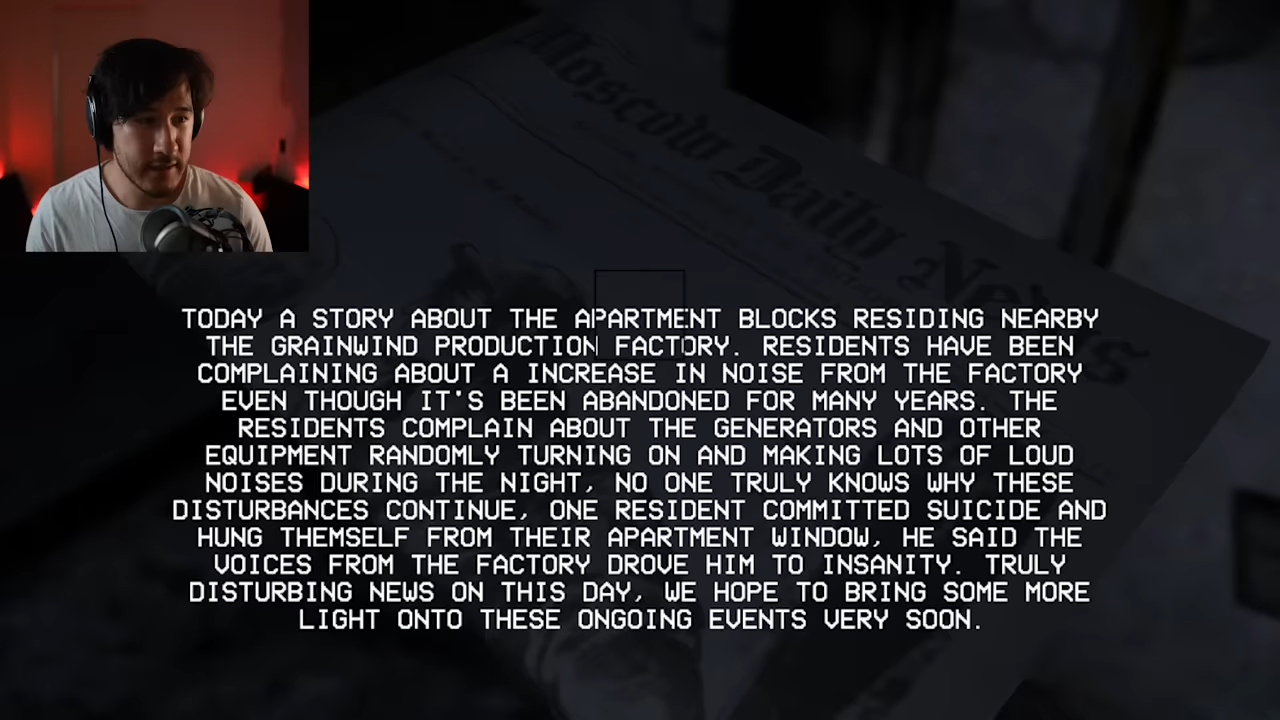 Moscow Daily News
TODAY A STORY ABOUT THE APARTMENT BLOCKS RESIDING NEARBY
THE GRAINWIND PRODUCTION FACTORY. RESIDENTS HAVE BEEN
COMPLAINING ABOUT A INCREASE IN NOISE FROM THE FACTORY
EVEN THOUGH IT'S BEEN ABANDONED FOR MANY YEARS. THE
RESIDENTS COMPLAIN ABOUT THE GENERATORS AND OTHER
EQUIPMENT RANDOMLY TURNING ON AND MAKING LOTS OF LOUD
NOISES DURING THE NIGHT, NO ONE TRULY KNOWS WHY THESE
DISTURBANCES CONTINUE, ONE RESIDENT COMMITTED SUICIDE AND
HUNG THEMSELF FROM THEIR APARTMENT WINDOW, HE SAID THE
VOICES FROM THE FACTORY DROVE HIM TO INSANITY. TRULY
DISTURBING NEWS ON THIS DAY, WE HOPE TO BRING SOME MORE
LIGHT ONTO THESE ONGOING EVENTS VERY SOON.